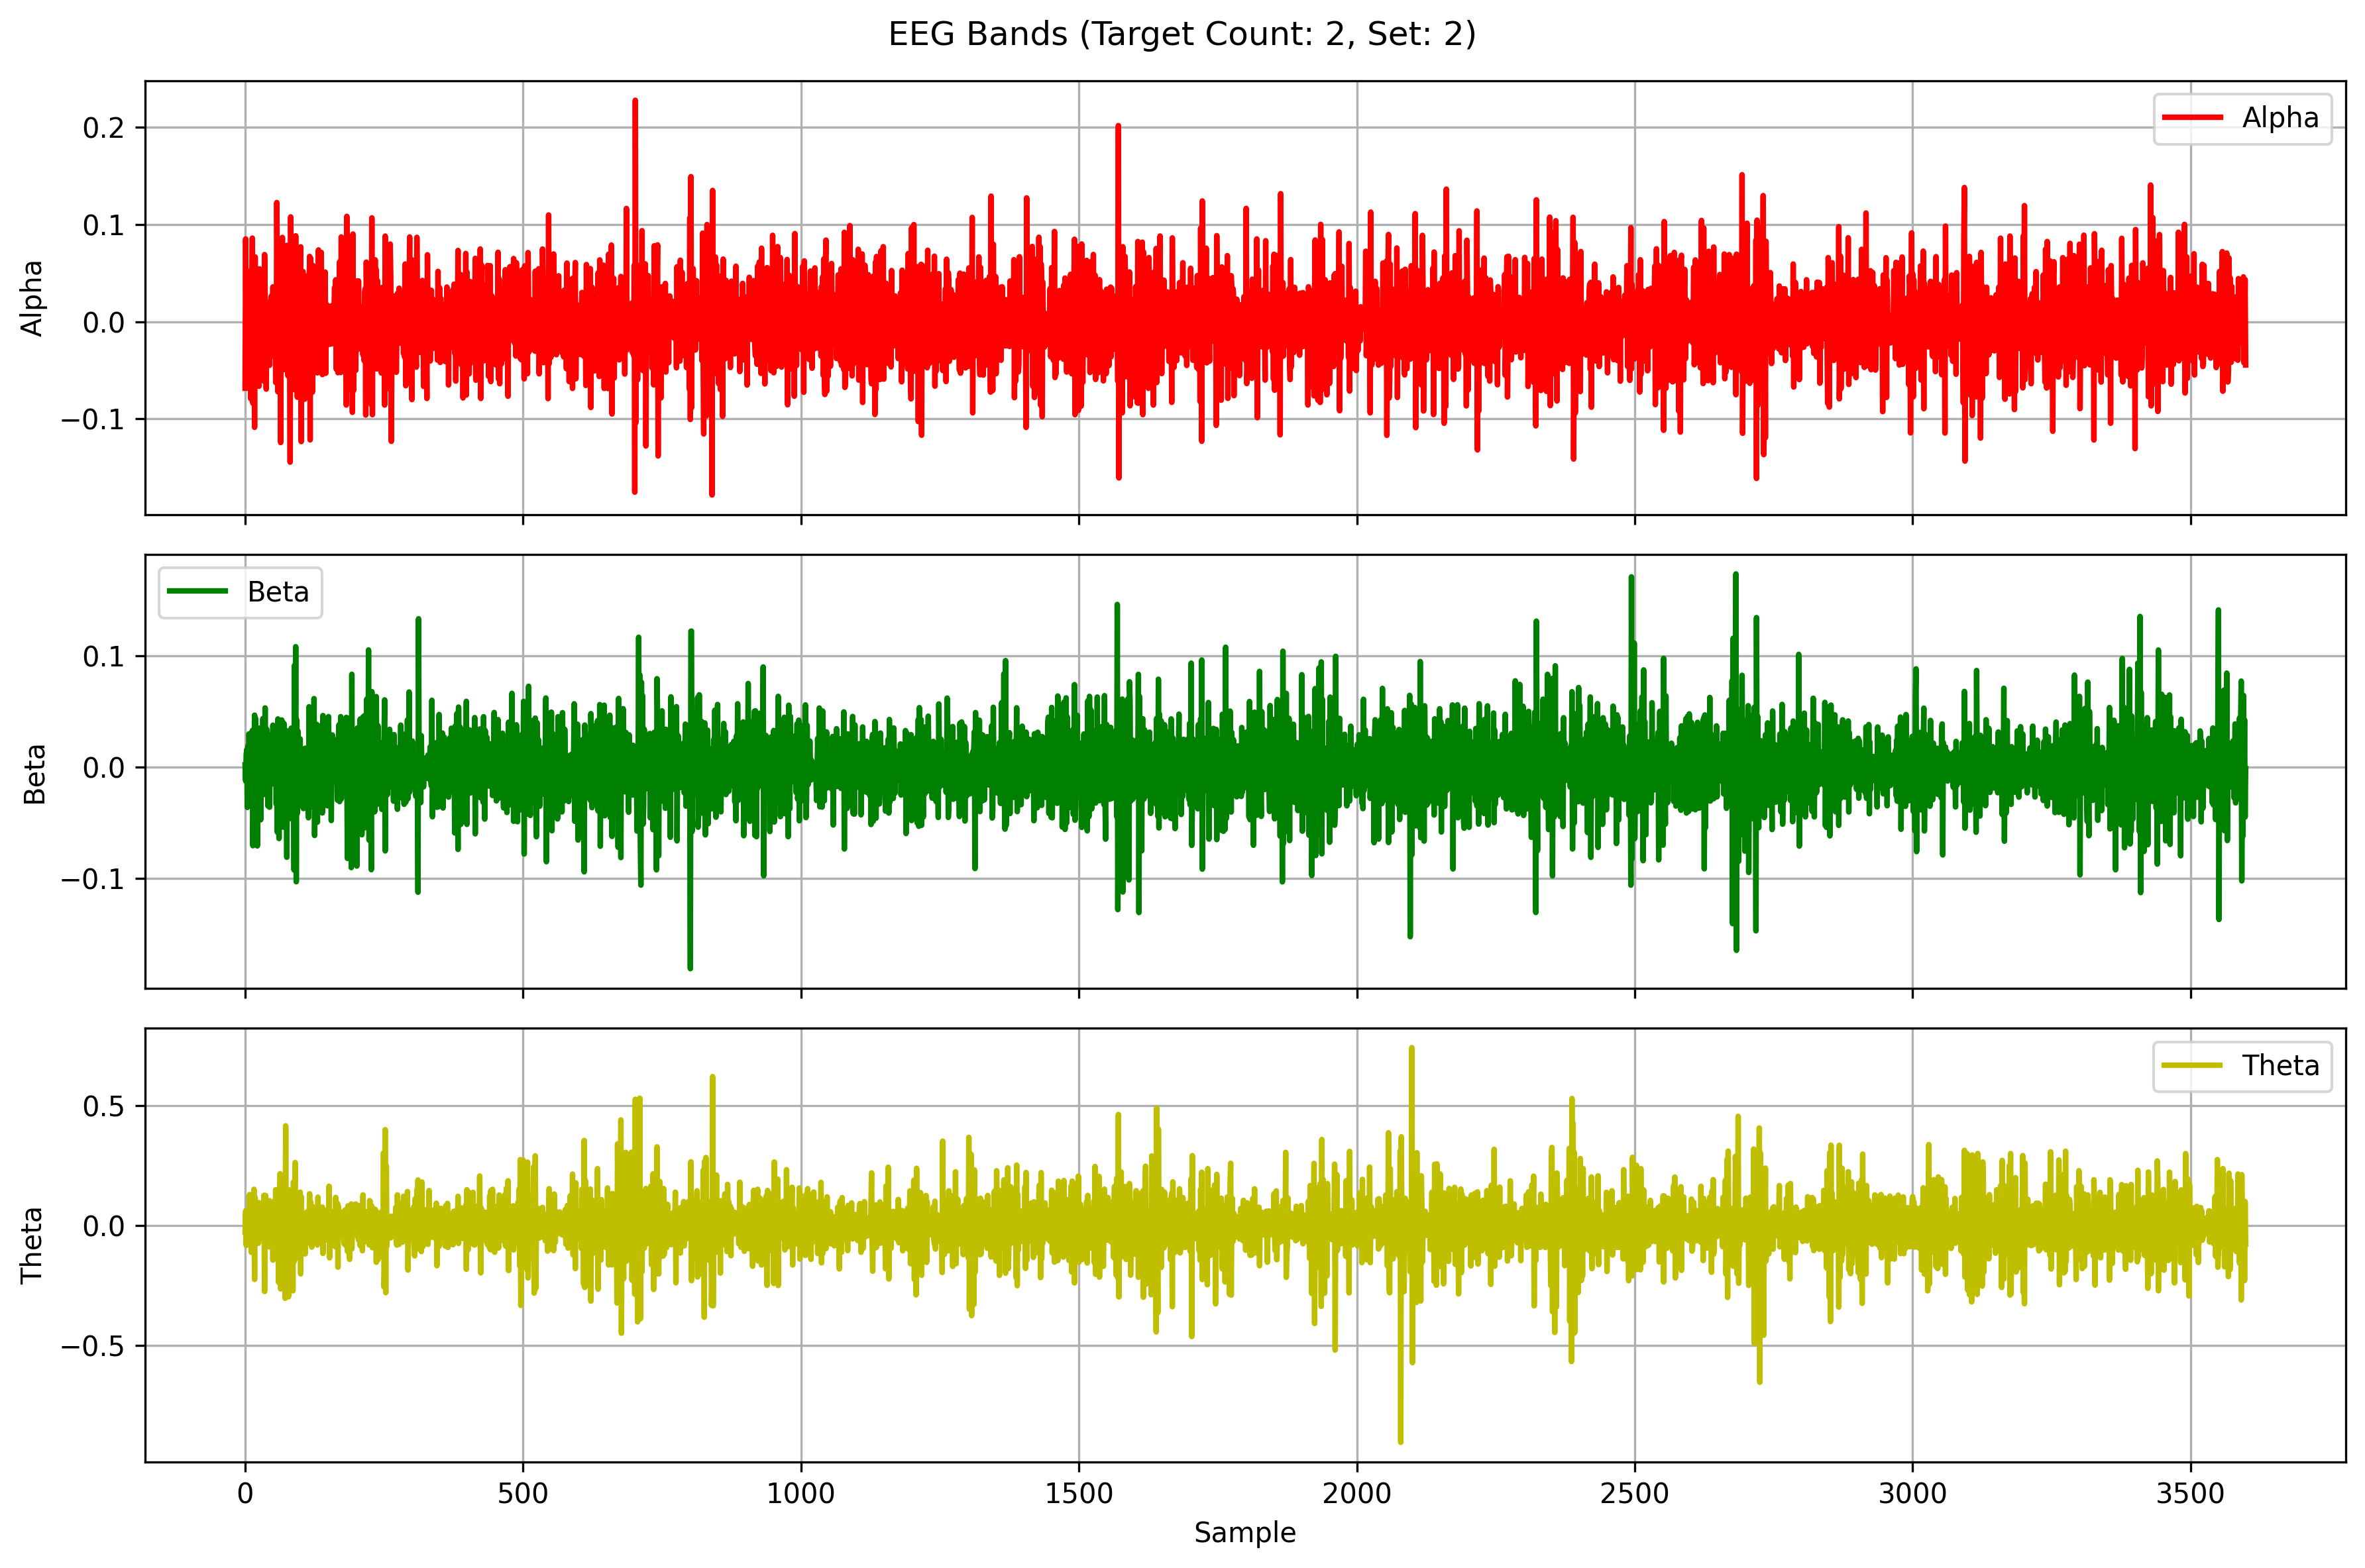 EEG Bands (Target Count: 2, Set: 2)
Alpha
0.2
0.1
0.0
−0.1
Alpha
Beta
0.1
0.0
−0.1
Beta
Theta
0.5
0.0
−0.5
Theta
0 500 1000 1500 2000 2500 3000 3500
Sample